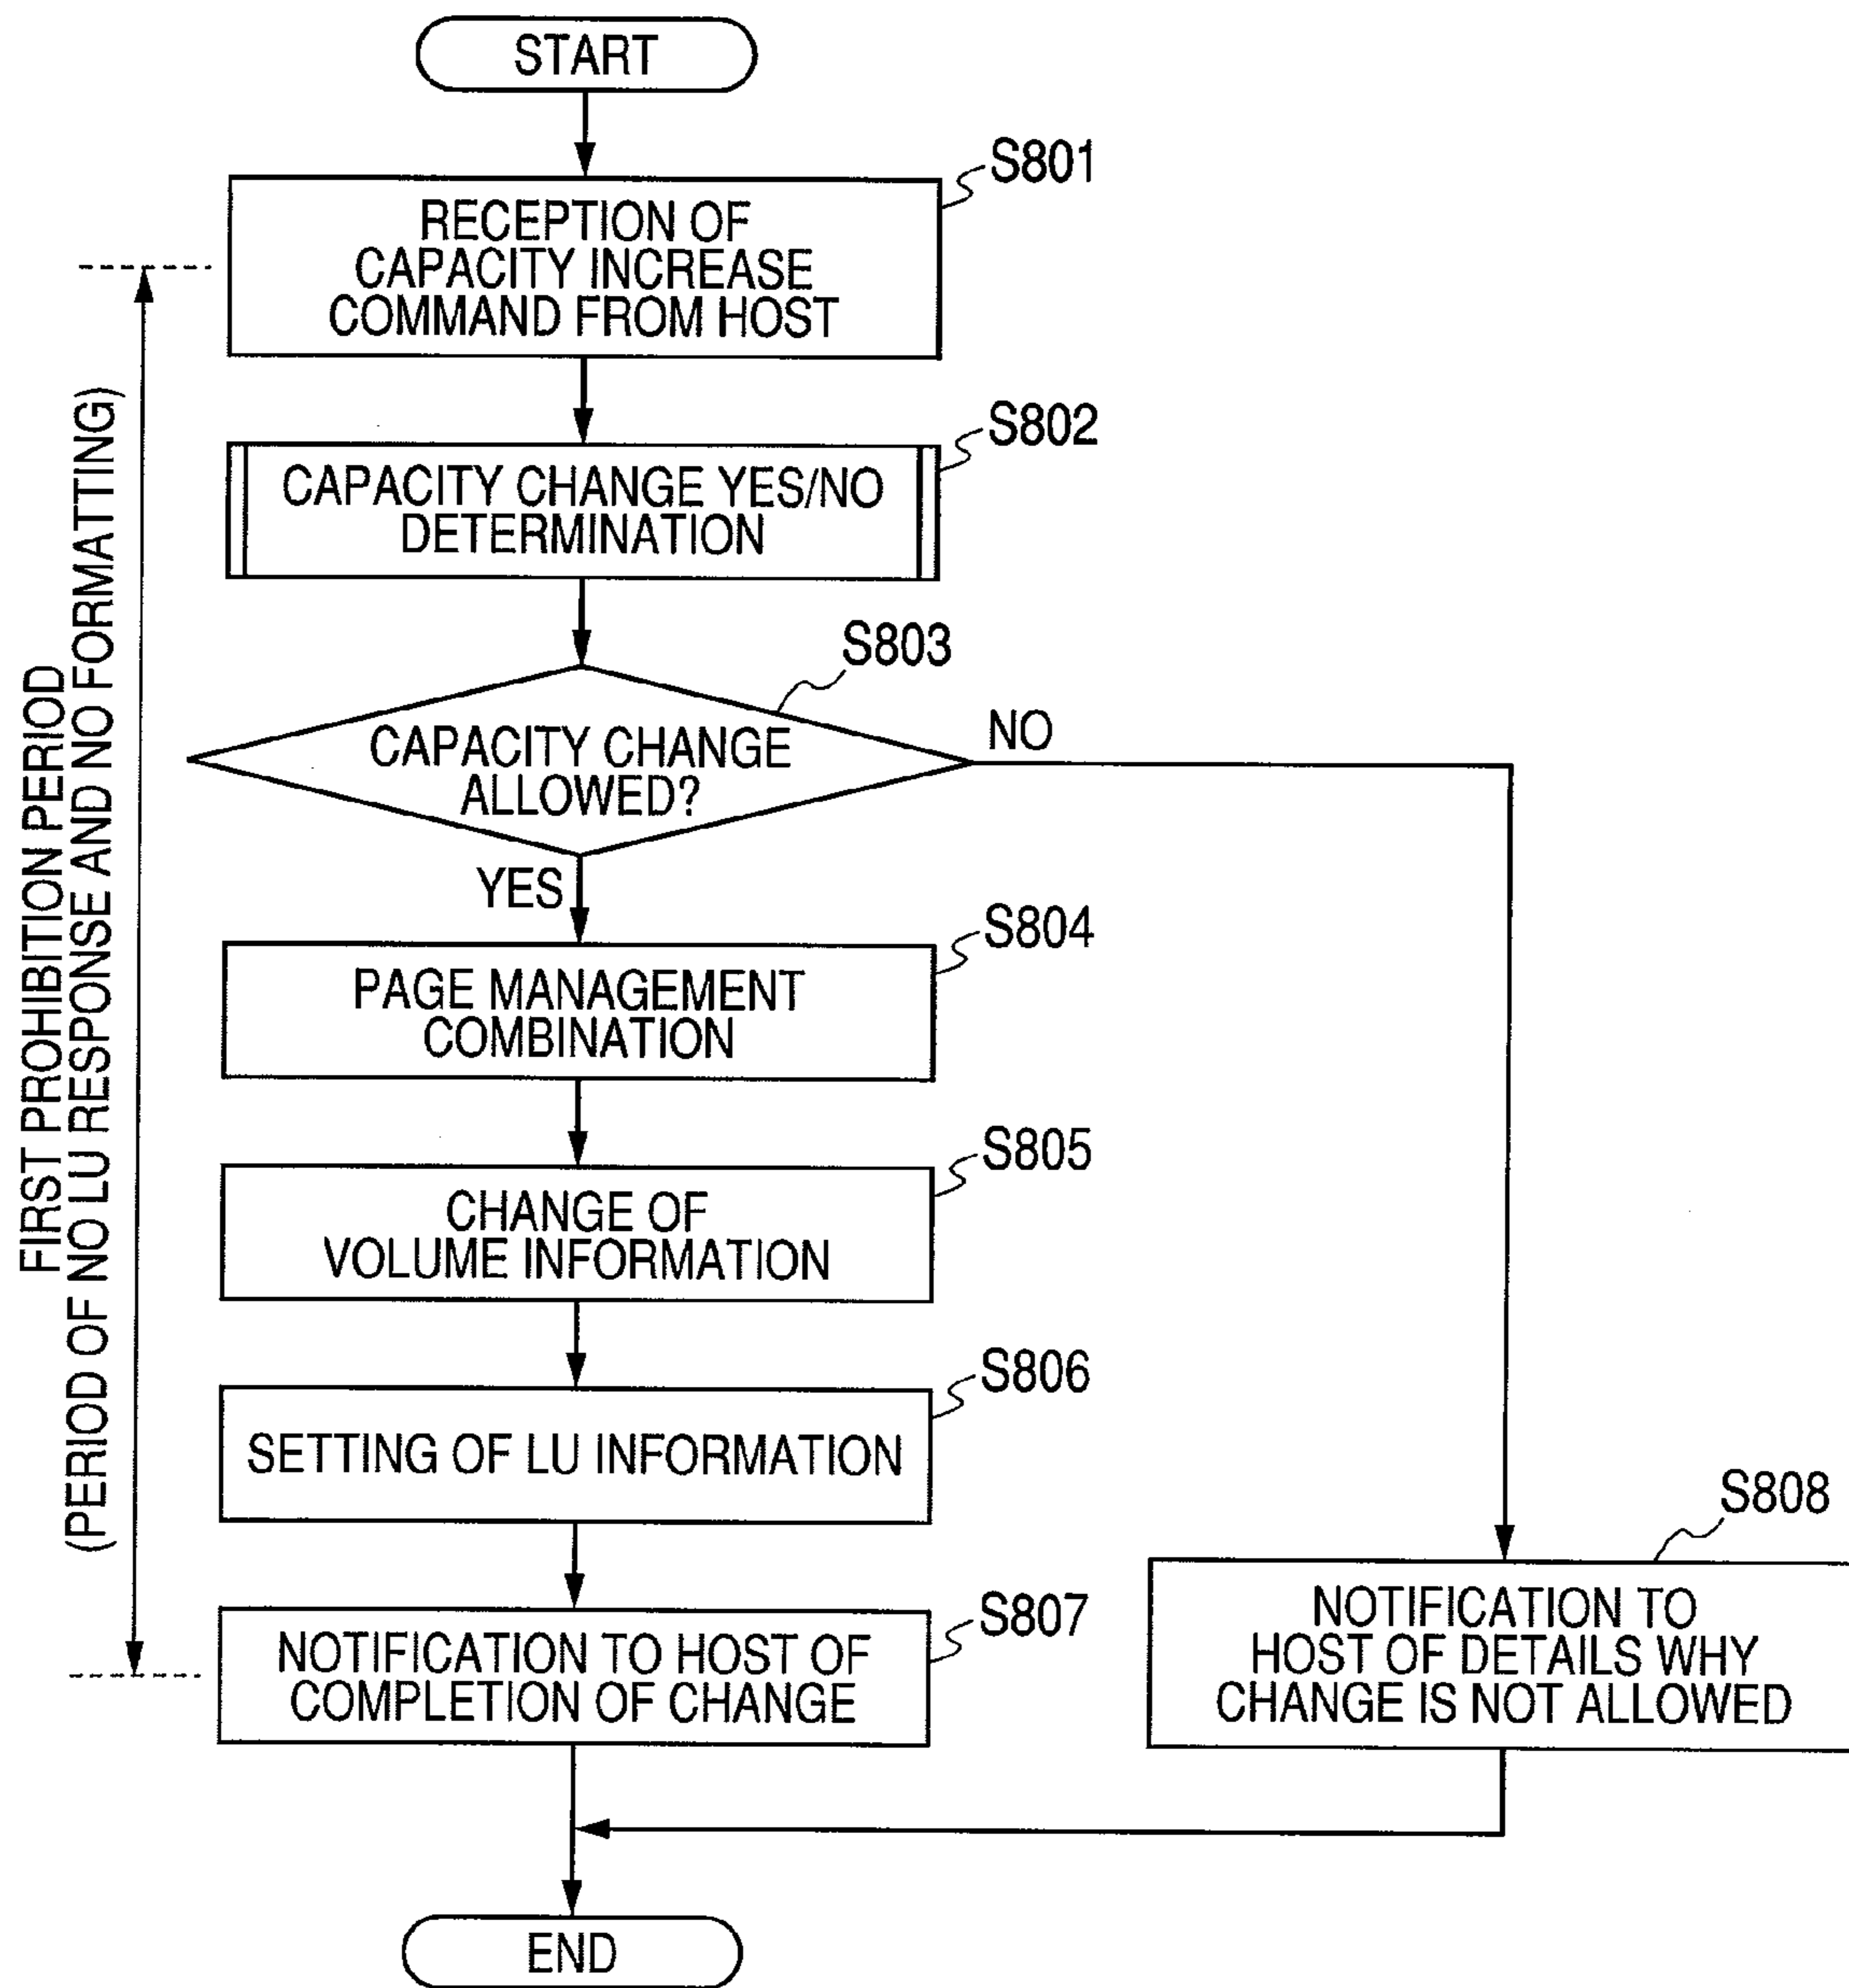 START
S801
RECEPTION OF
CAPACITY INCREASE
COMMAND FROM HOST
S802
CAPACITY CHANGE YES/NO
DETERMINATION
S803
CAPACITY CHANGE
ALLOWED?
NO
YES
S804
PAGE MANAGEMENT
COMBINATION
S805
CHANGE OF
VOLUME INFORMATION
S806
SETTING OF LU INFORMATION
S807
NOTIFICATION TO HOST OF
COMPLETION OF CHANGE
S808
NOTIFICATION TO
HOST OF DETAILS WHY
CHANGE IS NOT ALLOWED
END
FIRST PROHIBITION PERIOD
(PERIOD OF NO LU RESPONSE AND NO FORMATTING)